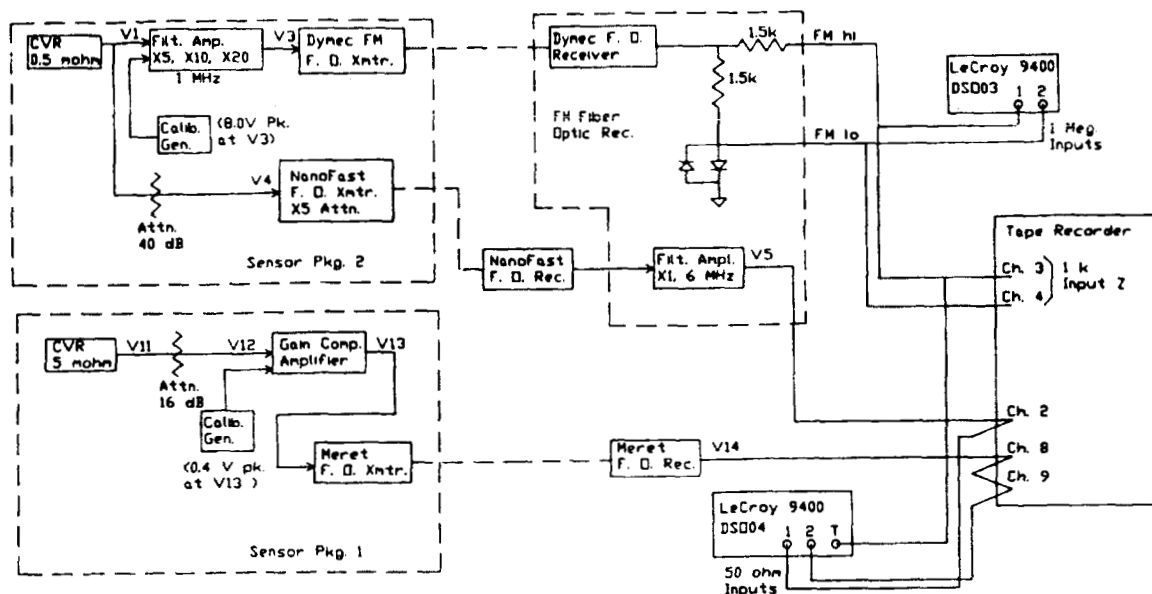 CVR
0.5 mohm
V1
Filt. Amp.
X5, X10, X20
1 MHz
V3
Dymec FM
F. O. Xmtr.
Calib.
Gen.
(8.0V Pk.
at V3)
Attn.
40 dB
V4
NanoFast
F. O. Xmtr.
X5 Attn.
Sensor Pkg. 2
Dymec F. O.
Receiver
1.5k
1.5k
FM hi
FM Fiber
Optic Rec.
FM lo
LeCroy 9400
DSO03
1 2
1 Meg.
Inputs
NanoFast
F. O. Rec.
Filt. Ampl.
X1, 6 MHz
V5
Tape Recorder
Ch. 3
Ch. 4
1 k
Input Z
Ch. 2
Ch. 8
Ch. 9
CVR
5 mohm
V11
Attn.
16 dB
V12
Gain Comp.
Amplifier
V13
Calib.
Gen.
(0.4 V pk.
at V13 )
Meret
F. O. Xmtr.
Sensor Pkg. 1
Meret
F. O. Rec.
V14
LeCroy 9400
DSO04
1 2 T
50 ohm
Inputs